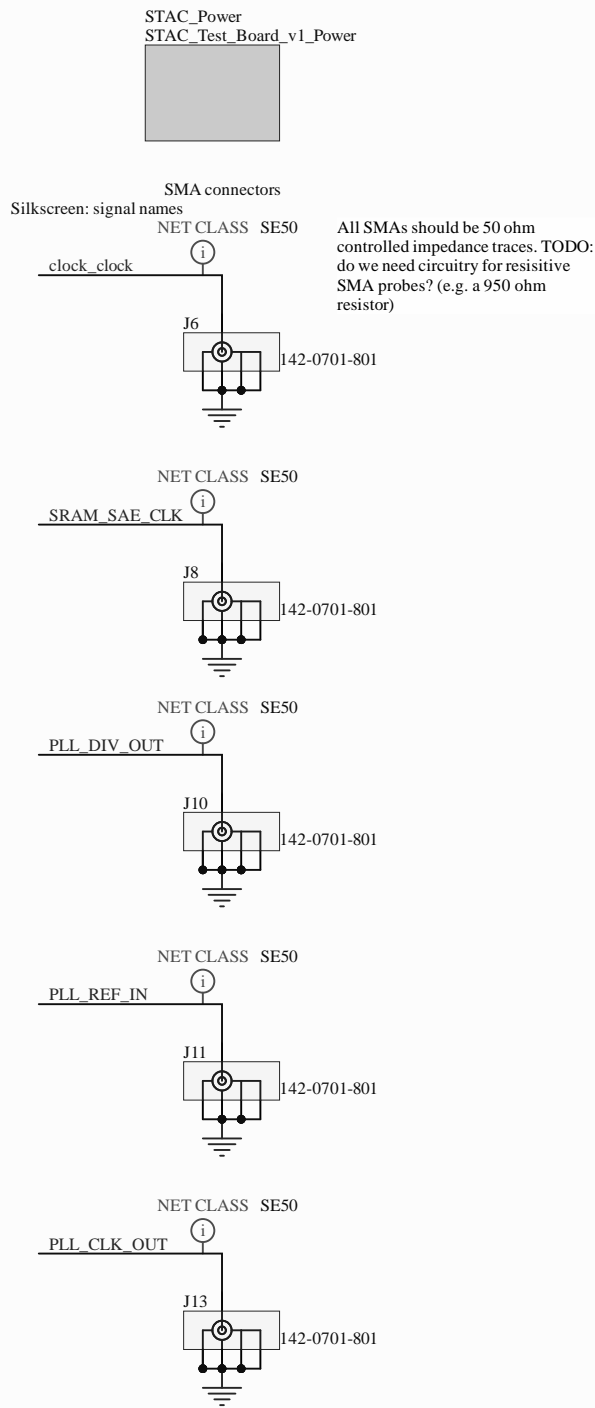 STAC_Power
STAC_Test_Board_v1_Power
SMA connectors
Silkscreen: signal names
NET CLASS SE50
i
clock_clock
All SMAs should be 50 ohm
controlled impedance traces. TODO:
do we need circuitry for resisitive
SMA probes? (e.g. a 950 ohm
resistor)
J6
142-0701-801
NET CLASS SE50
i
SRAM_SAE_CLK
J8
142-0701-801
NET CLASS SE50
i
PLL_DIV_OUT
J10
142-0701-801
NET CLASS SE50
i
PLL_REF_IN
J11
142-0701-801
NET CLASS SE50
i
PLL_CLK_OUT
J13
142-0701-801